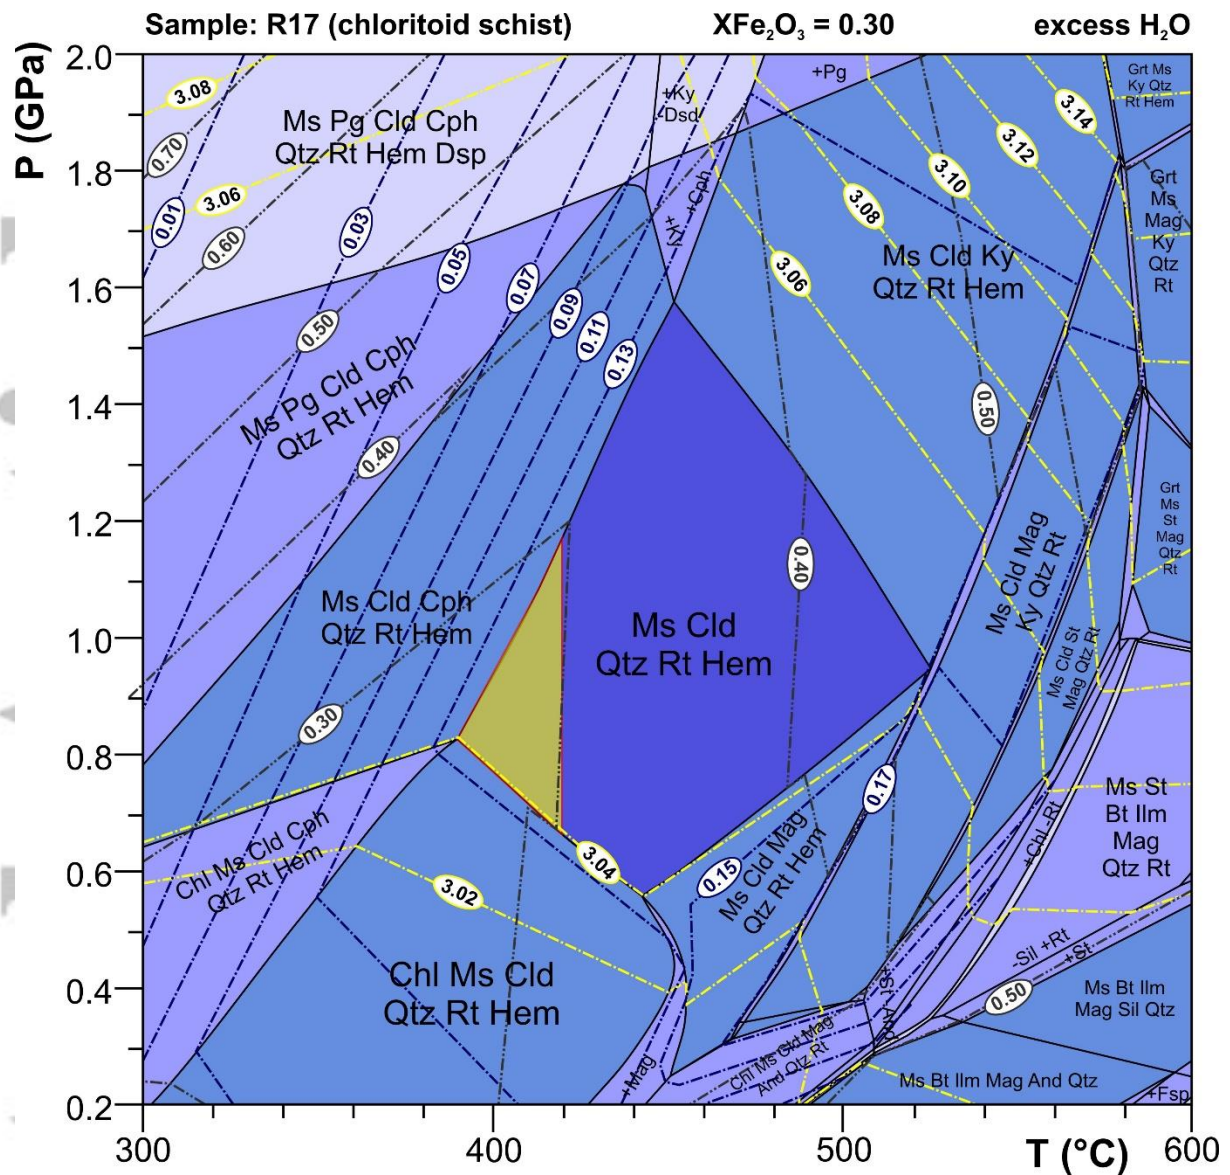 Sample: R17 (chloritoid schist) XFe₂O₃ = 0.30 excess H₂O
P (GPa)
2.0
1.8
1.6
1.4
1.2
1.0
0.8
0.6
0.4
0.2
300
400
500
600
T (°C)
3.08
0.70
3.06
0.01
0.60
0.03
0.05
0.07
0.09
0.11
0.13
0.50
0.40
0.30
Ms Pg Cld Cph
Qtz Rt Hem Dsp
+Ky
-Dsd
+Pg
+Ky
+Cph
Ms Pg Cld Cph
Qtz Rt Hem
Ms Cld Cph
Qtz Rt Hem
Chl Ms Cld Cph
Qtz Rt Hem
3.02
3.04
Chl Ms Cld
Qtz Rt Hem
Ms Cld
Qtz Rt Hem
0.40
3.06
3.08
3.10
3.12
3.14
Ms Cld Ky
Qtz Rt Hem
0.50
Grt Ms
Ky Qtz
Rt Hem
Grt
Ms
Mag
Ky
Qtz
Rt
Grt
Ms
St
Mag
Qtz
Rt
Ms Cld Mag
Ky Qtz Rt
Ms Cld St
Mag Qtz Rt
0.17
0.15
Ms Cld Mag
Qtz Rt Hem
+Chl -Rt
Ms St
Bt Ilm
Mag
Qtz Rt
-Sil +Rt
+St
0.50
Ms Bt Ilm
Mag Sil Qtz
+St
Chl Ms Cld Mag
And Qtz Rt
+Mag
Ms Bt Ilm Mag And Qtz
+Fsp